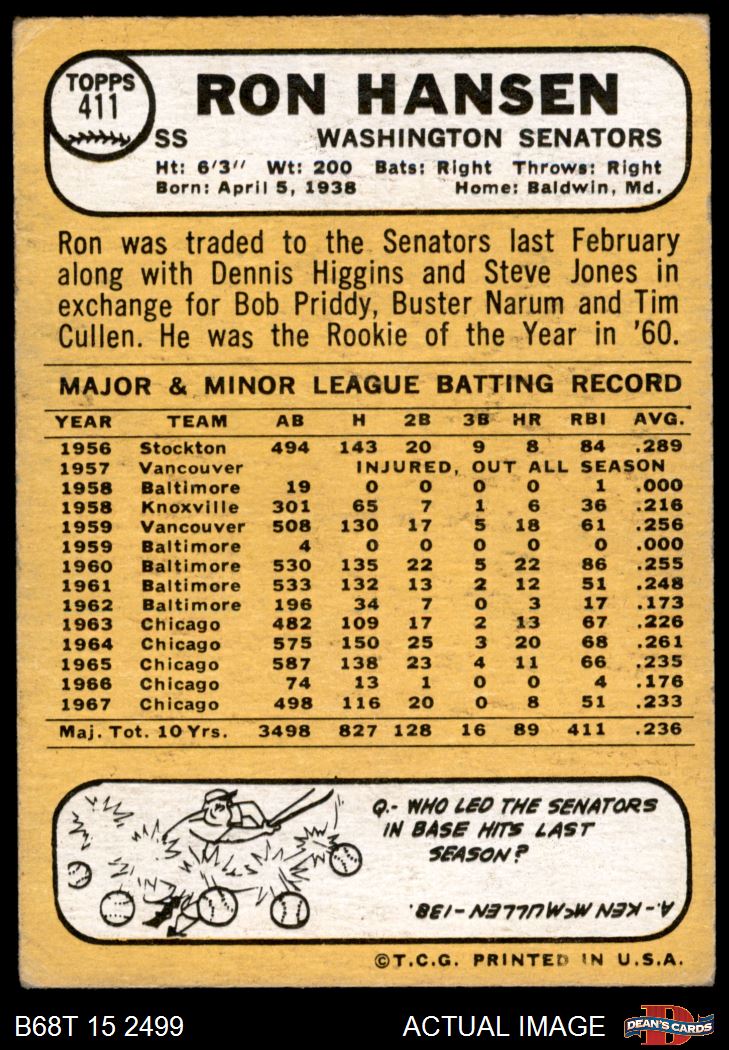 TOPPS
411
RON HANSEN
SS WASHINGTON SENATORS
Ht: 6'3'' Wt: 200 Bats: Right Throws: Right
Born: April 5, 1938 Home: Baldwin, Md.
Ron was traded to the Senators last February
along with Dennis Higgins and Steve Jones in
exchange for Bob Priddy, Buster Narum and Tim
Cullen. He was the Rookie of the Year in '60.
MAJOR & MINOR LEAGUE BATTING RECORD
YEAR TEAM AB H 2B 3B HR RBI AVG.
1956 Stockton 494 143 20 9 8 84 .289
1957 Vancouver INJURED, OUT ALL SEASON
1958 Baltimore 19 0 0 0 0 1 .000
1958 Knoxville 301 65 7 1 6 36 .216
1959 Vancouver 508 130 17 5 18 61 .256
1959 Baltimore 4 0 0 0 0 0 .000
1960 Baltimore 530 135 22 5 22 86 .255
1961 Baltimore 533 132 13 2 12 51 .248
1962 Baltimore 196 34 7 0 3 17 .173
1963 Chicago 482 109 17 2 13 67 .226
1964 Chicago 575 150 25 3 20 68 .261
1965 Chicago 587 138 23 4 11 66 .235
1966 Chicago 74 13 1 0 0 4 .176
1967 Chicago 498 116 20 0 8 51 .233
Maj. Tot. 10 Yrs. 3498 827 128 16 89 411 .236
Q.- WHO LED THE SENATORS
IN BASE HITS LAST
SEASON?
A.- KEN McMULLEN-138.
©T.C.G. PRINTED IN U.S.A.
B68T 15 2499 ACTUAL IMAGE
DEAN'S CARDS